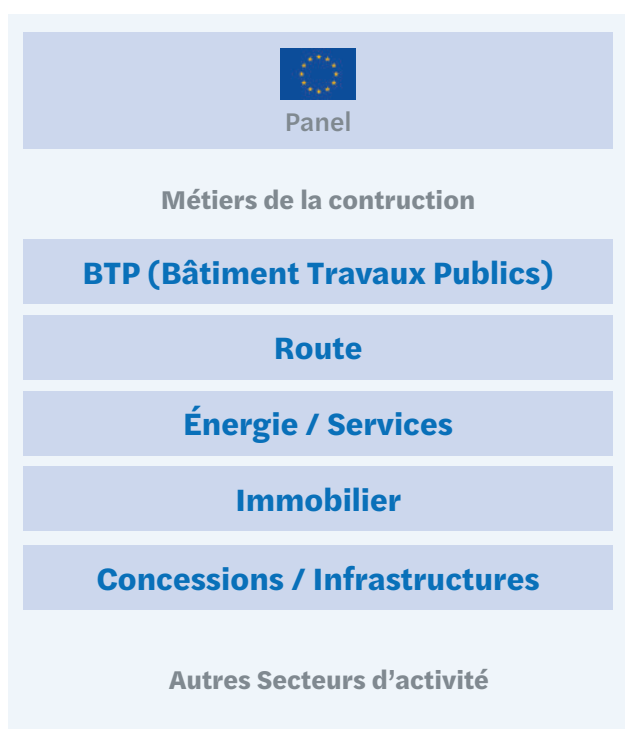 Panel
Métiers de la contruction
BTP (Bâtiment Travaux Publics)
Route
Énergie / Services
Immobilier
Concessions / Infrastructures
Autres Secteurs d’activité